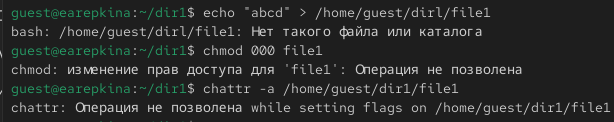 guest@earepkina:~/dir1$ echo "abcd" > /home/guest/dirl/file1
bash: /home/guest/dirl/file1: Нет такого файла или каталога
guest@earepkina:~/dir1$ chmod 000 file1
chmod: изменение прав доступа для 'file1': Операция не позволена
guest@earepkina:~/dir1$ chattr -a /home/guest/dir1/file1
chattr: Операция не позволена while setting flags on /home/guest/dir1/file1